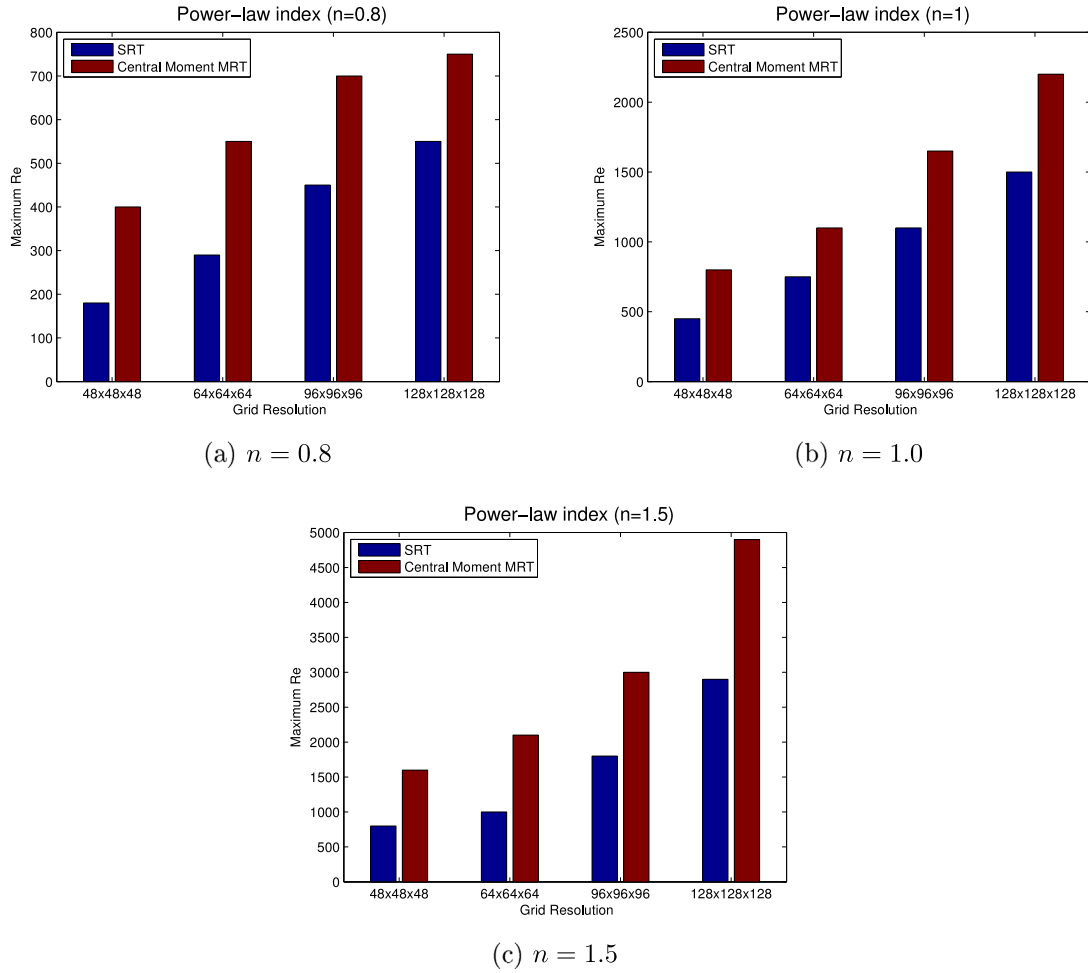 Power-law index (n=0.8)
SRT
Central Moment MRT
Maximum Re
800
700
600
500
400
300
200
100
0
48x48x48 64x64x64 96x96x96 128x128x128
Grid Resolution
(a) n = 0.8
Power-law index (n=1)
SRT
Central Moment MRT
Maximum Re
2500
2000
1500
1000
500
0
48x48x48 64x64x64 96x96x96 128x128x128
Grid Resolution
(b) n = 1.0
Power-law index (n=1.5)
SRT
Central Moment MRT
Maximum Re
5000
4500
4000
3500
3000
2500
2000
1500
1000
500
0
48x48x48 64x64x64 96x96x96 128x128x128
Grid Resolution
(c) n = 1.5